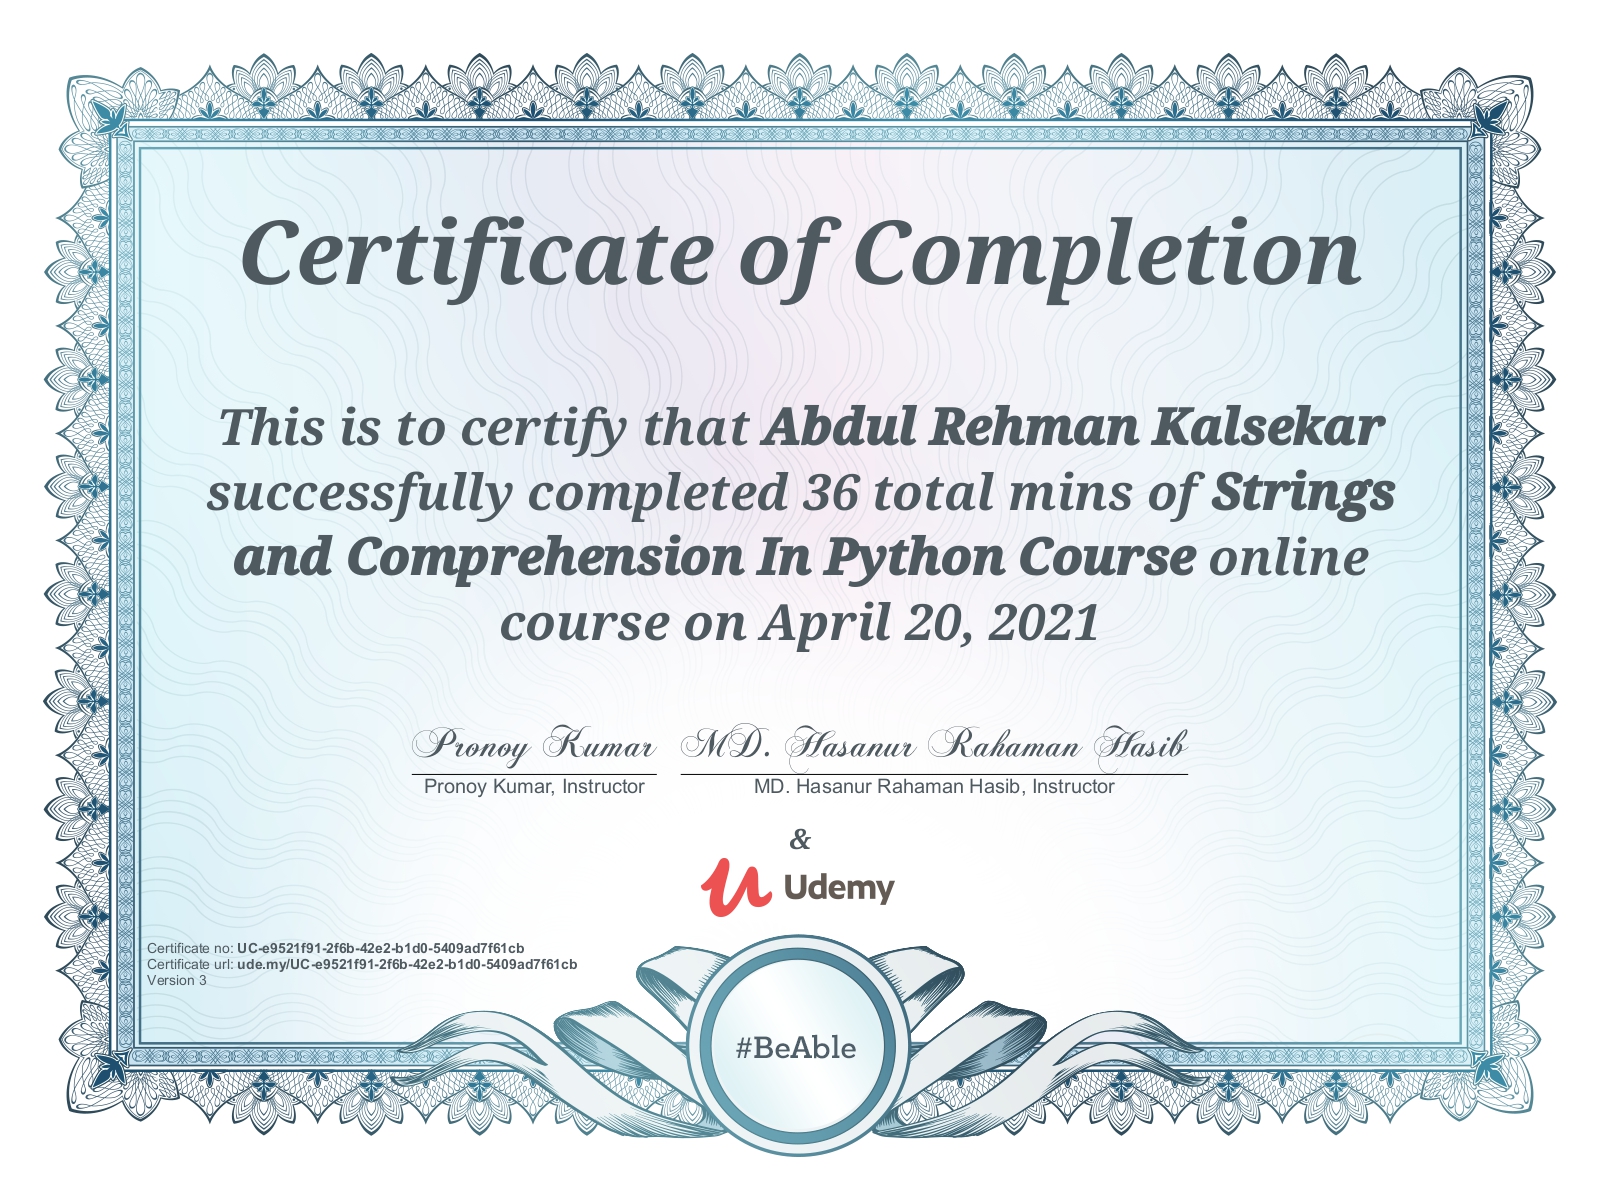 Certificate of Completion
This is to certify that Abdul Rehman Kalsekar
successfully completed 36 total mins of Strings
and Comprehension In Python Course online
course on April 20, 2021
Pronoy Kumar MD. Hasanur Rahaman Hasib
Pronoy Kumar, Instructor MD. Hasanur Rahaman Hasib, Instructor
&
Udemy
Certificate no: UC-e9521f91-2f6b-42e2-b1d0-5409ad7f61cb
Certificate url: ude.my/UC-e9521f91-2f6b-42e2-b1d0-5409ad7f61cb
Version 3
#BeAble